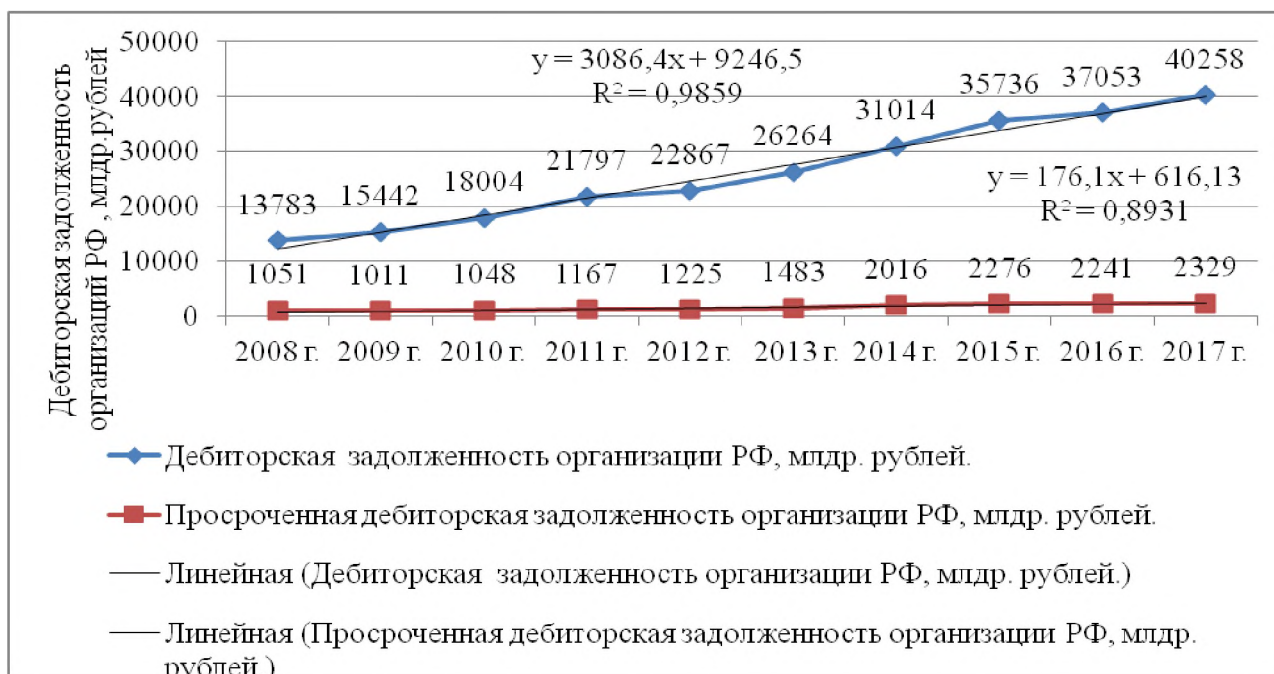 Дебиторская задолженность
организаций РФ , млдр.рублей
50000
40000
30000
20000
10000
0
y = 3086,4x + 9246,5
R² = 0,9859
y = 176,1x + 616,13
R² = 0,8931
13783 15442 18004 21797 22867 26264 31014 35736 37053 40258
1051 1011 1048 1167 1225 1483 2016 2276 2241 2329
2008 г. 2009 г. 2010 г. 2011 г. 2012 г. 2013 г. 2014 г. 2015 г. 2016 г. 2017 г.
Дебиторская задолженность организации РФ, млдр. рублей.
Просроченная дебиторская задолженность организации РФ, млдр. рублей.
Линейная (Дебиторская задолженность организации РФ, млдр. рублей.)
Линейная (Просроченная дебиторская задолженность организации РФ, млдр.
рублей.)